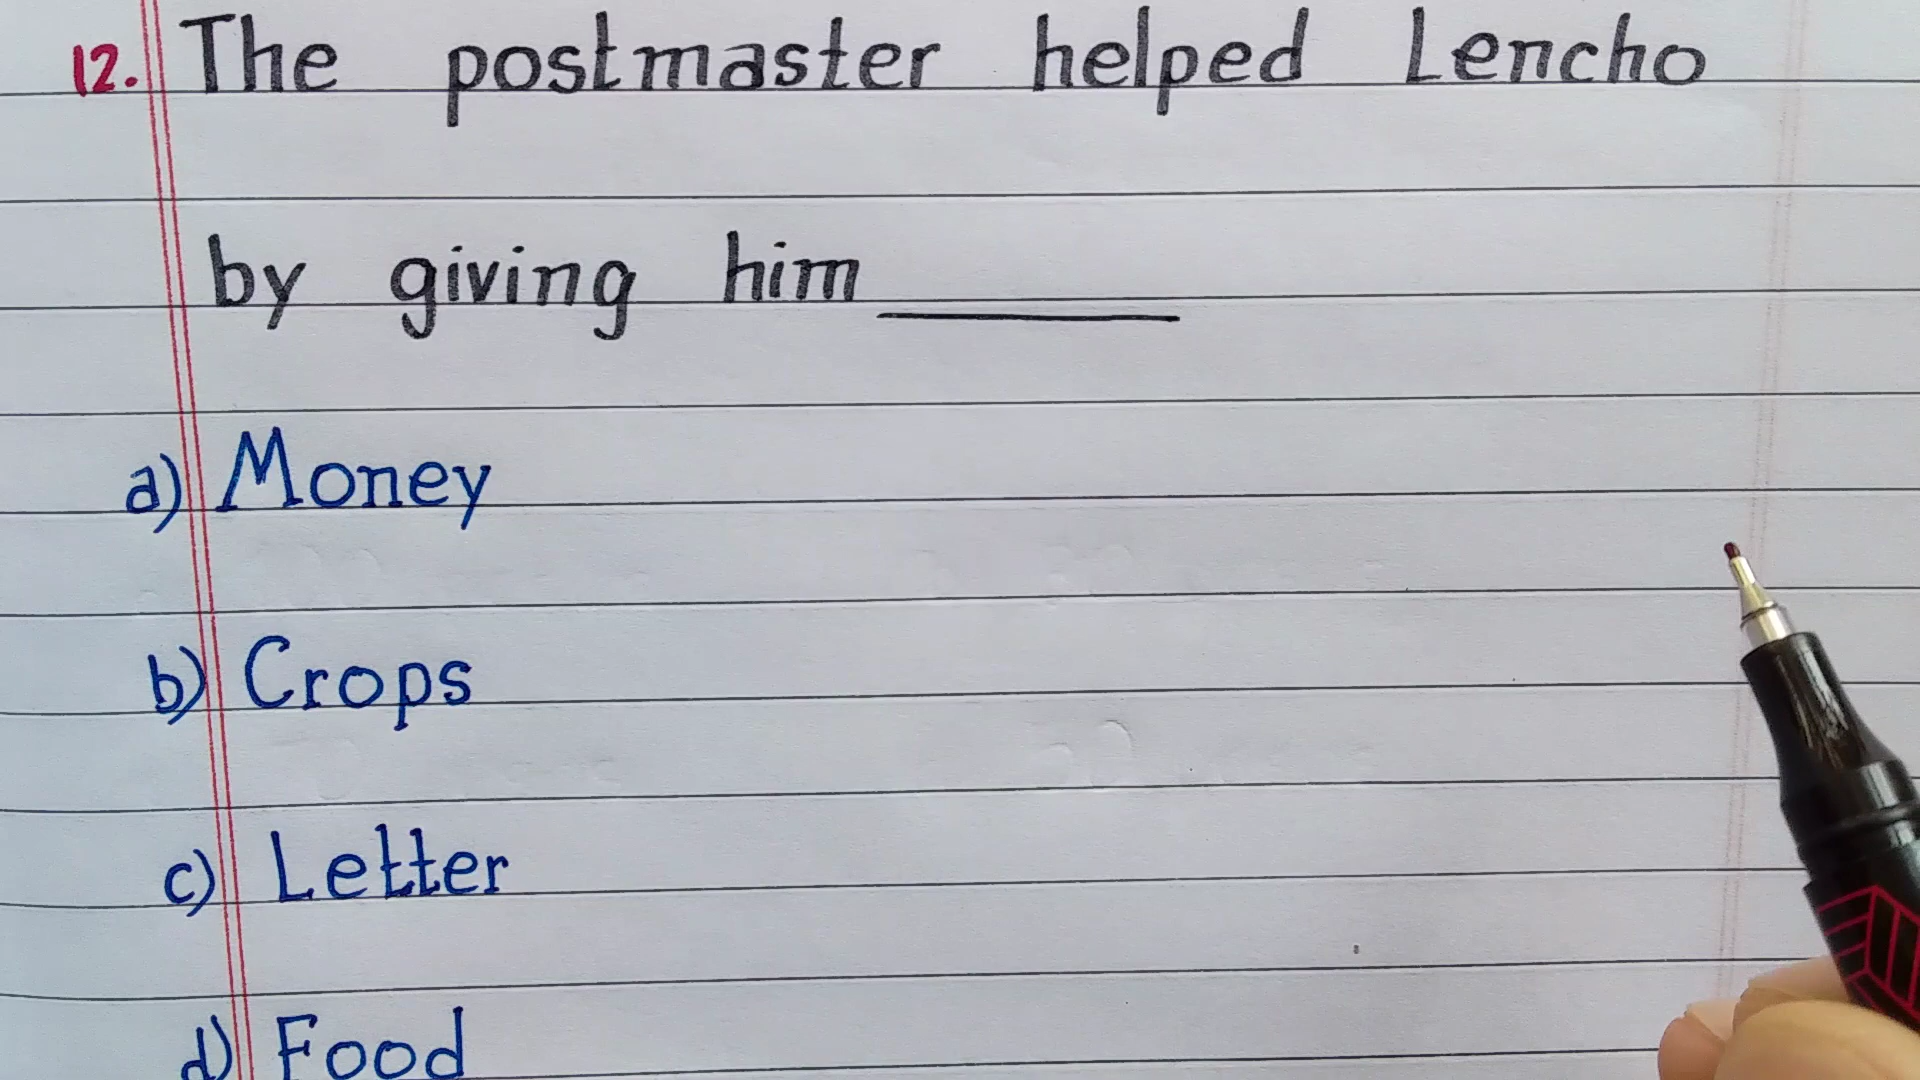 12. The postmaster helped Lencho
by giving him ______
a) Money
b) Crops
c) Letter
d) Food